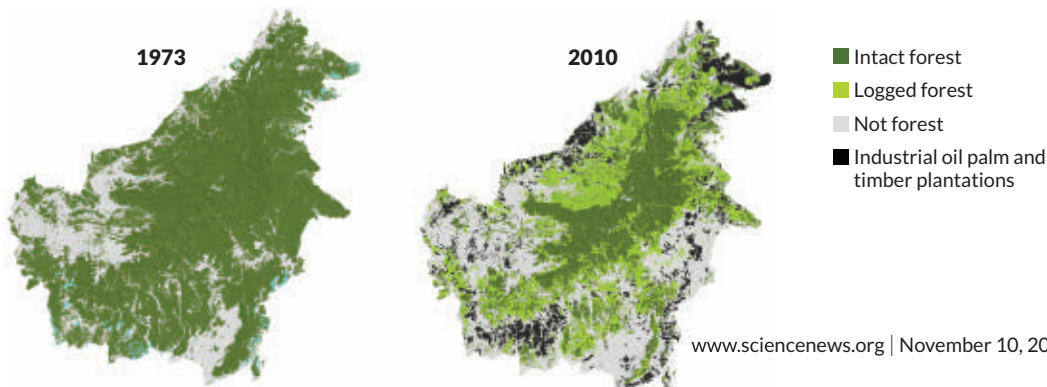 1973
2010
Intact forest
Logged forest
Not forest
Industrial oil palm and
timber plantations
www.sciencenews.org | November 10, 20